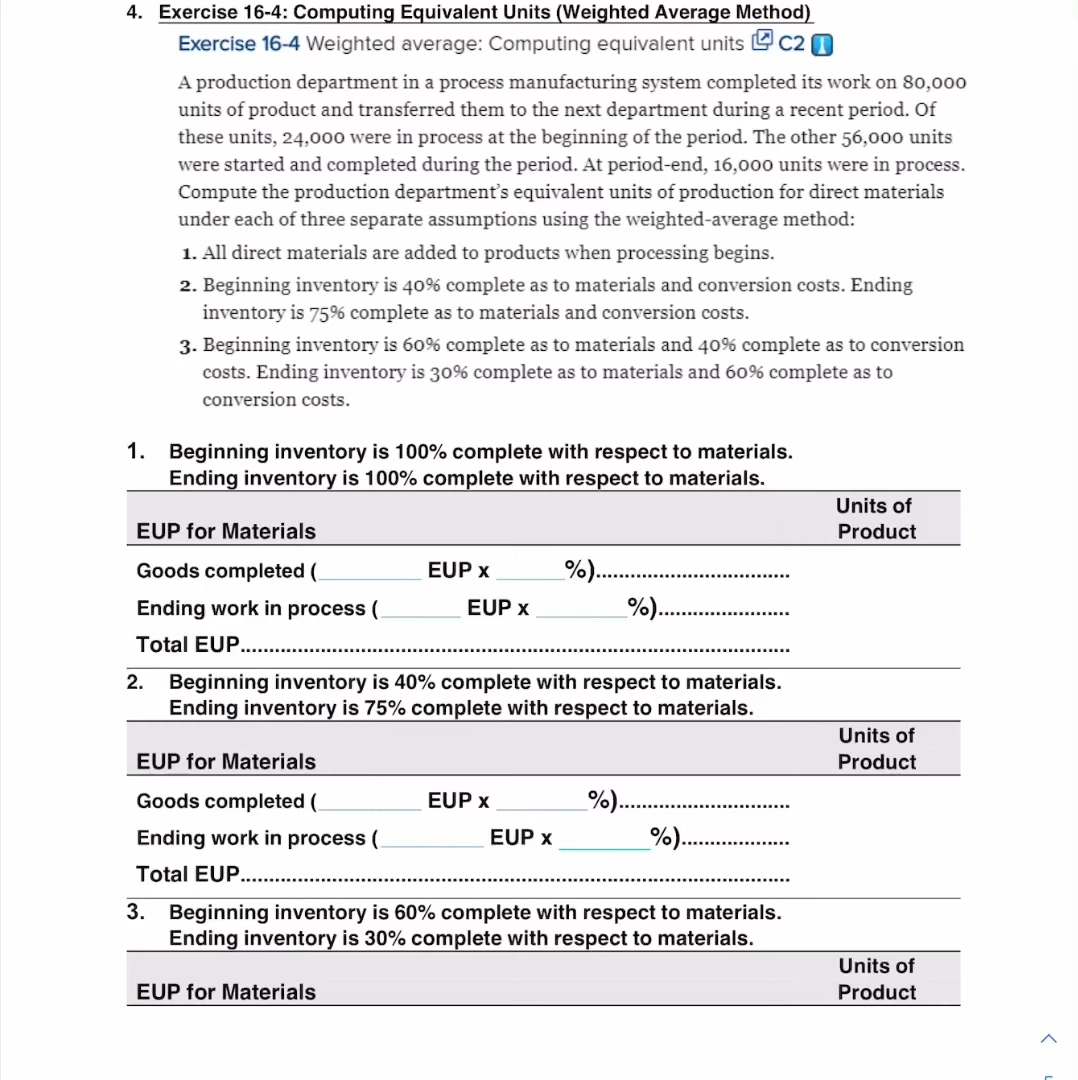 4. Exercise 16-4: Computing Equivalent Units (Weighted Average Method)
Exercise 16-4 Weighted average: Computing equivalent units C2
A production department in a process manufacturing system completed its work on 80,000
units of product and transferred them to the next department during a recent period. Of
these units, 24,000 were in process at the beginning of the period. The other 56,000 units
were started and completed during the period. At period-end, 16,000 units were in process.
Compute the production department's equivalent units of production for direct materials
under each of three separate assumptions using the weighted-average method:
1. All direct materials are added to products when processing begins.
2. Beginning inventory is 40% complete as to materials and conversion costs. Ending
inventory is 75% complete as to materials and conversion costs.
3. Beginning inventory is 60% complete as to materials and 40% complete as to conversion
costs. Ending inventory is 30% complete as to materials and 60% complete as to
conversion costs.
1. Beginning inventory is 100% complete with respect to materials.
Ending inventory is 100% complete with respect to materials.
Units of
EUP for Materials Product
Goods completed (__________ EUP x _______%)...................................
Ending work in process (________ EUP x _________%).......................
Total EUP...................................................................................................
2. Beginning inventory is 40% complete with respect to materials.
Ending inventory is 75% complete with respect to materials.
Units of
EUP for Materials Product
Goods completed (__________ EUP x _________%)...............................
Ending work in process (__________ EUP x _________%)...................
Total EUP...................................................................................................
3. Beginning inventory is 60% complete with respect to materials.
Ending inventory is 30% complete with respect to materials.
Units of
EUP for Materials Product